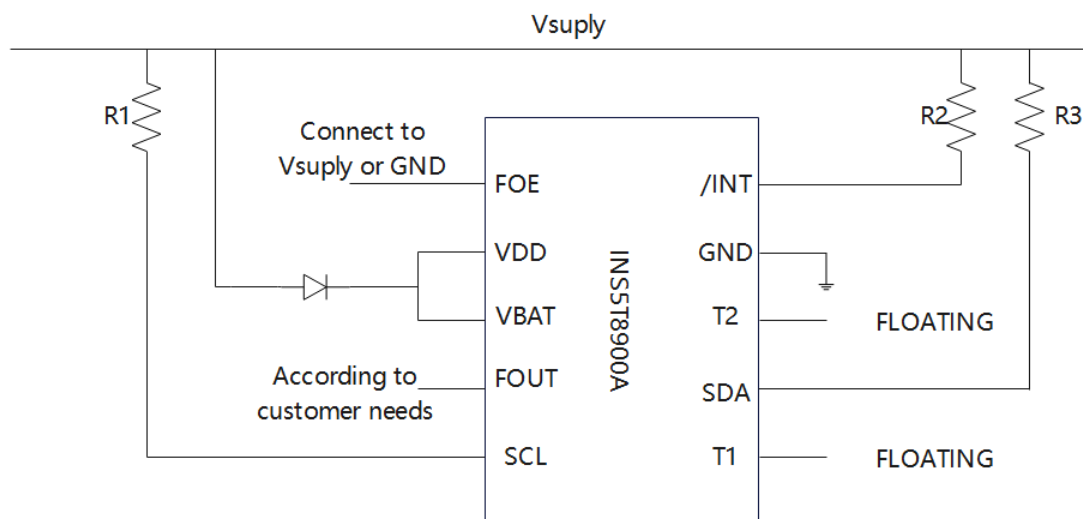 Vsuply
R1
R2
R3
Connect to
Vsuply or GND
FOE
/INT
VDD
GND
INS5T8900A
VBAT
T2
FLOATING
According to
customer needs
FOUT
SDA
SCL
T1
FLOATING